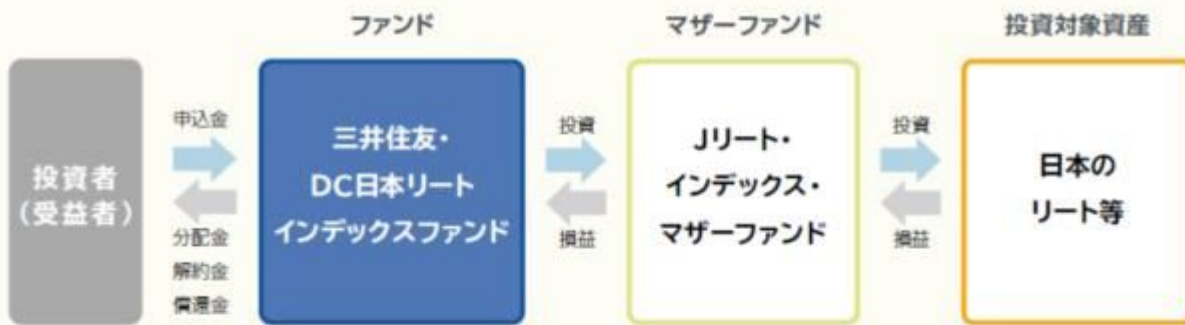 ファンド
マザーファンド
投資対象資産
投資者
(受益者)
申込金
分配金
解約金
償還金
三井住友・
DC日本リート
インデックスファンド
投資
損益
Jリート・
インデックス・
マザーファンド
投資
損益
日本の
リート等